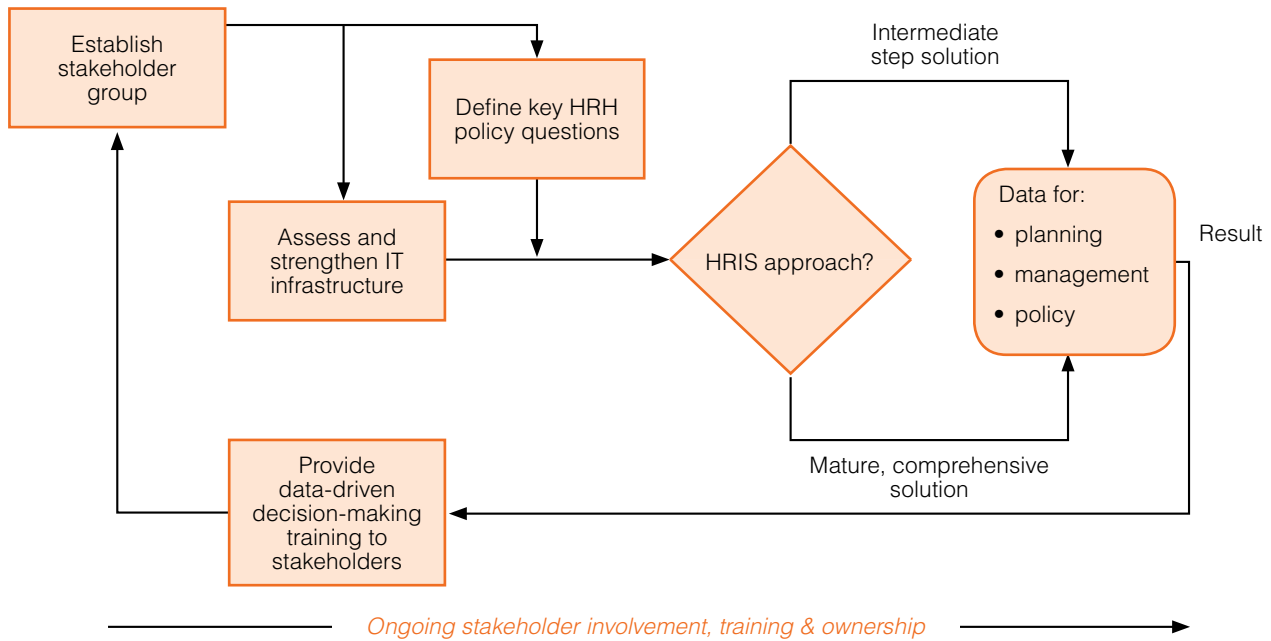 Establish
stakeholder
group
Define key HRH
policy questions
Assess and
strengthen IT
infrastructure
HRIS approach?
Intermediate
step solution
Mature, comprehensive
solution
Data for:
• planning
• management
• policy
Result
Provide
data-driven
decision-making
training to
stakeholders
Ongoing stakeholder involvement, training & ownership